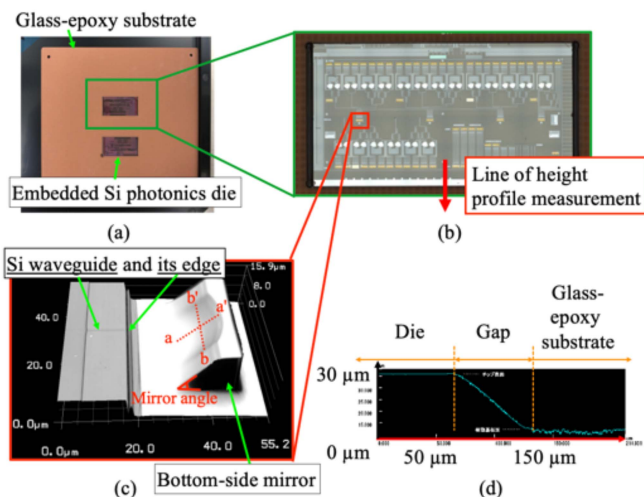 Glass-epoxy substrate
Embedded Si photonics die
(a)
Line of height
profile measurement
(b)
Si waveguide and its edge
15.9µm
8.0
0.0
40.0
20.0
0.0µm
0.0µm
20.0
40.0
55.2
b'
a'
a
b
Mirror angle
Bottom-side mirror
(c)
Glass-
epoxy
substrate
Die
Gap
30 µm
0 µm
50 µm
150 µm
(d)